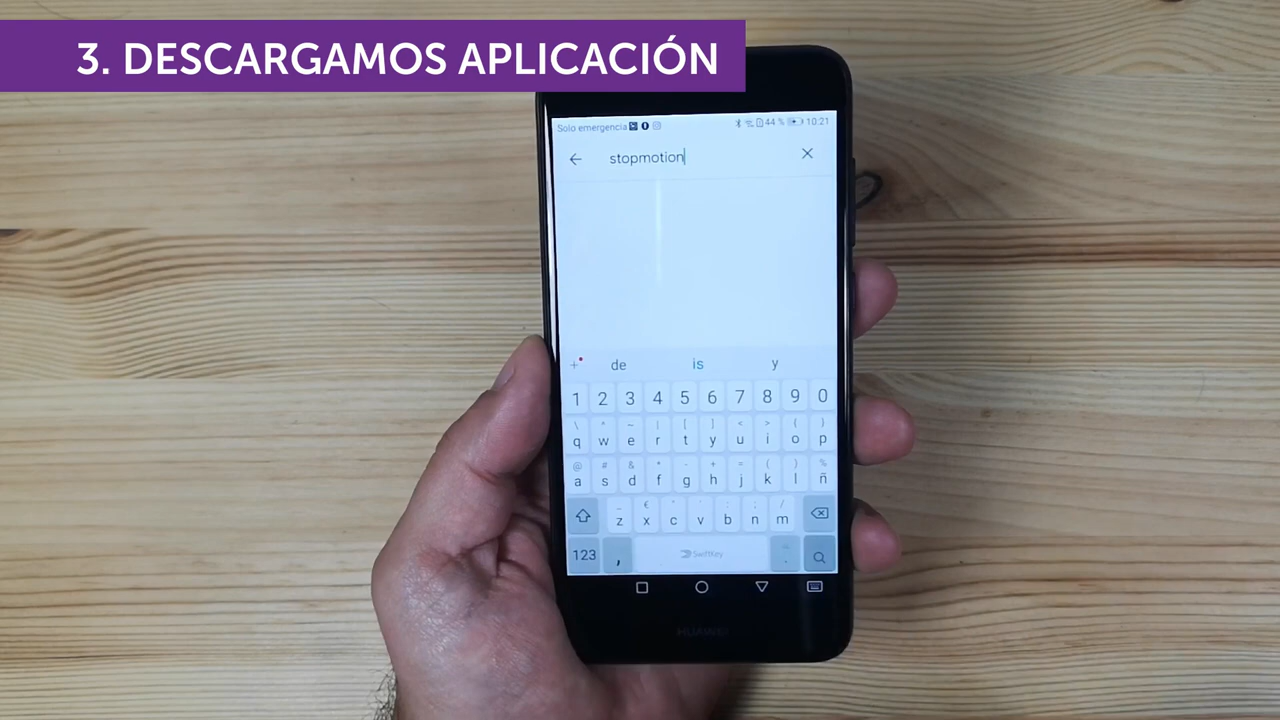 3. DESCARGAMOS APLICACIÓN
Solo emergencia 44 % 10:21
stopmotion
de is y
1 2 3 4 5 6 7 8 9 0
q w e r t y u i o p
@ # & * - + = ( ) %
a s d f g h j k l ñ
z x c v b n m
123 , SwiftKey .
HUAWEI